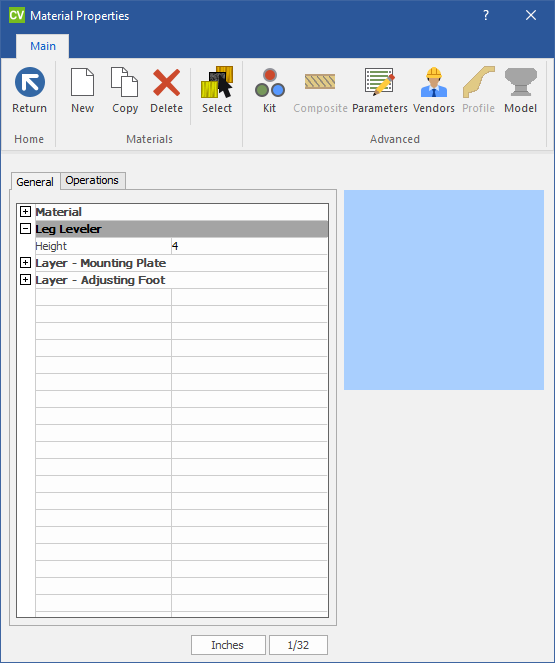 CV Material Properties ? 
Main
Return New Copy Delete Select Kit Composite Parameters Vendors Profile Model
Home Materials Advanced
General Operations
Material
Leg Leveler
Height 4
Layer - Mounting Plate
Layer - Adjusting Foot
Inches 1/32